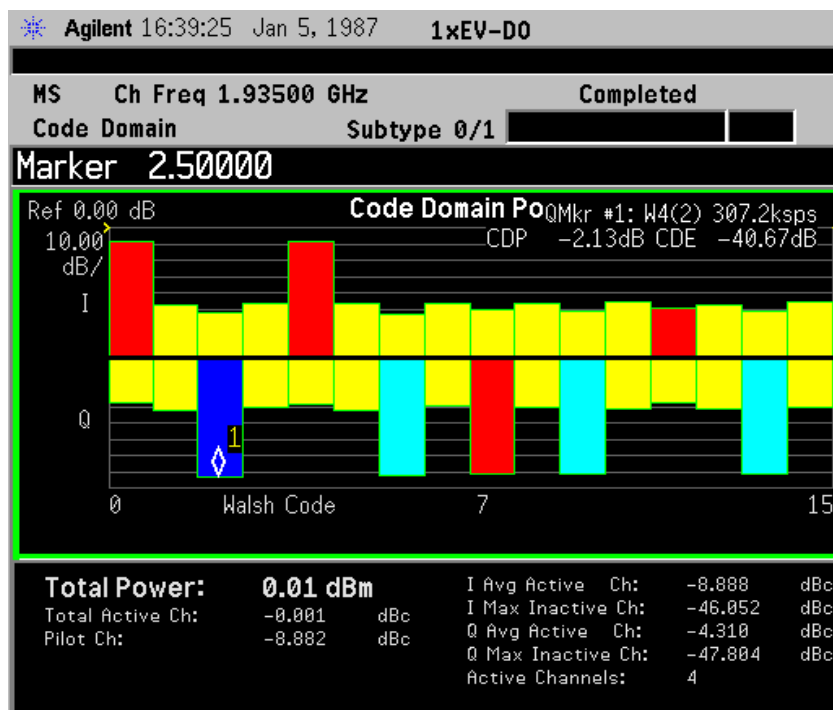 Agilent 16:39:25 Jan 5, 1987 1xEV-DO
MS Ch Freq 1.93500 GHz Completed
Code Domain Subtype 0/1
Marker 2.50000
Ref 0.00 dB Code Domain Po QMkr #1: W4(2) 307.2ksps
10.00 CDP -2.13dB CDE -40.67dB
dB/
I
Q
1
0 Walsh Code 7 15
Total Power: 0.01 dBm
Total Active Ch: -0.001 dBc
Pilot Ch: -8.882 dBc
I Avg Active Ch: -8.888 dBc
I Max Inactive Ch: -46.052 dBc
Q Avg Active Ch: -4.310 dBc
Q Max Inactive Ch: -47.804 dBc
Active Channels: 4